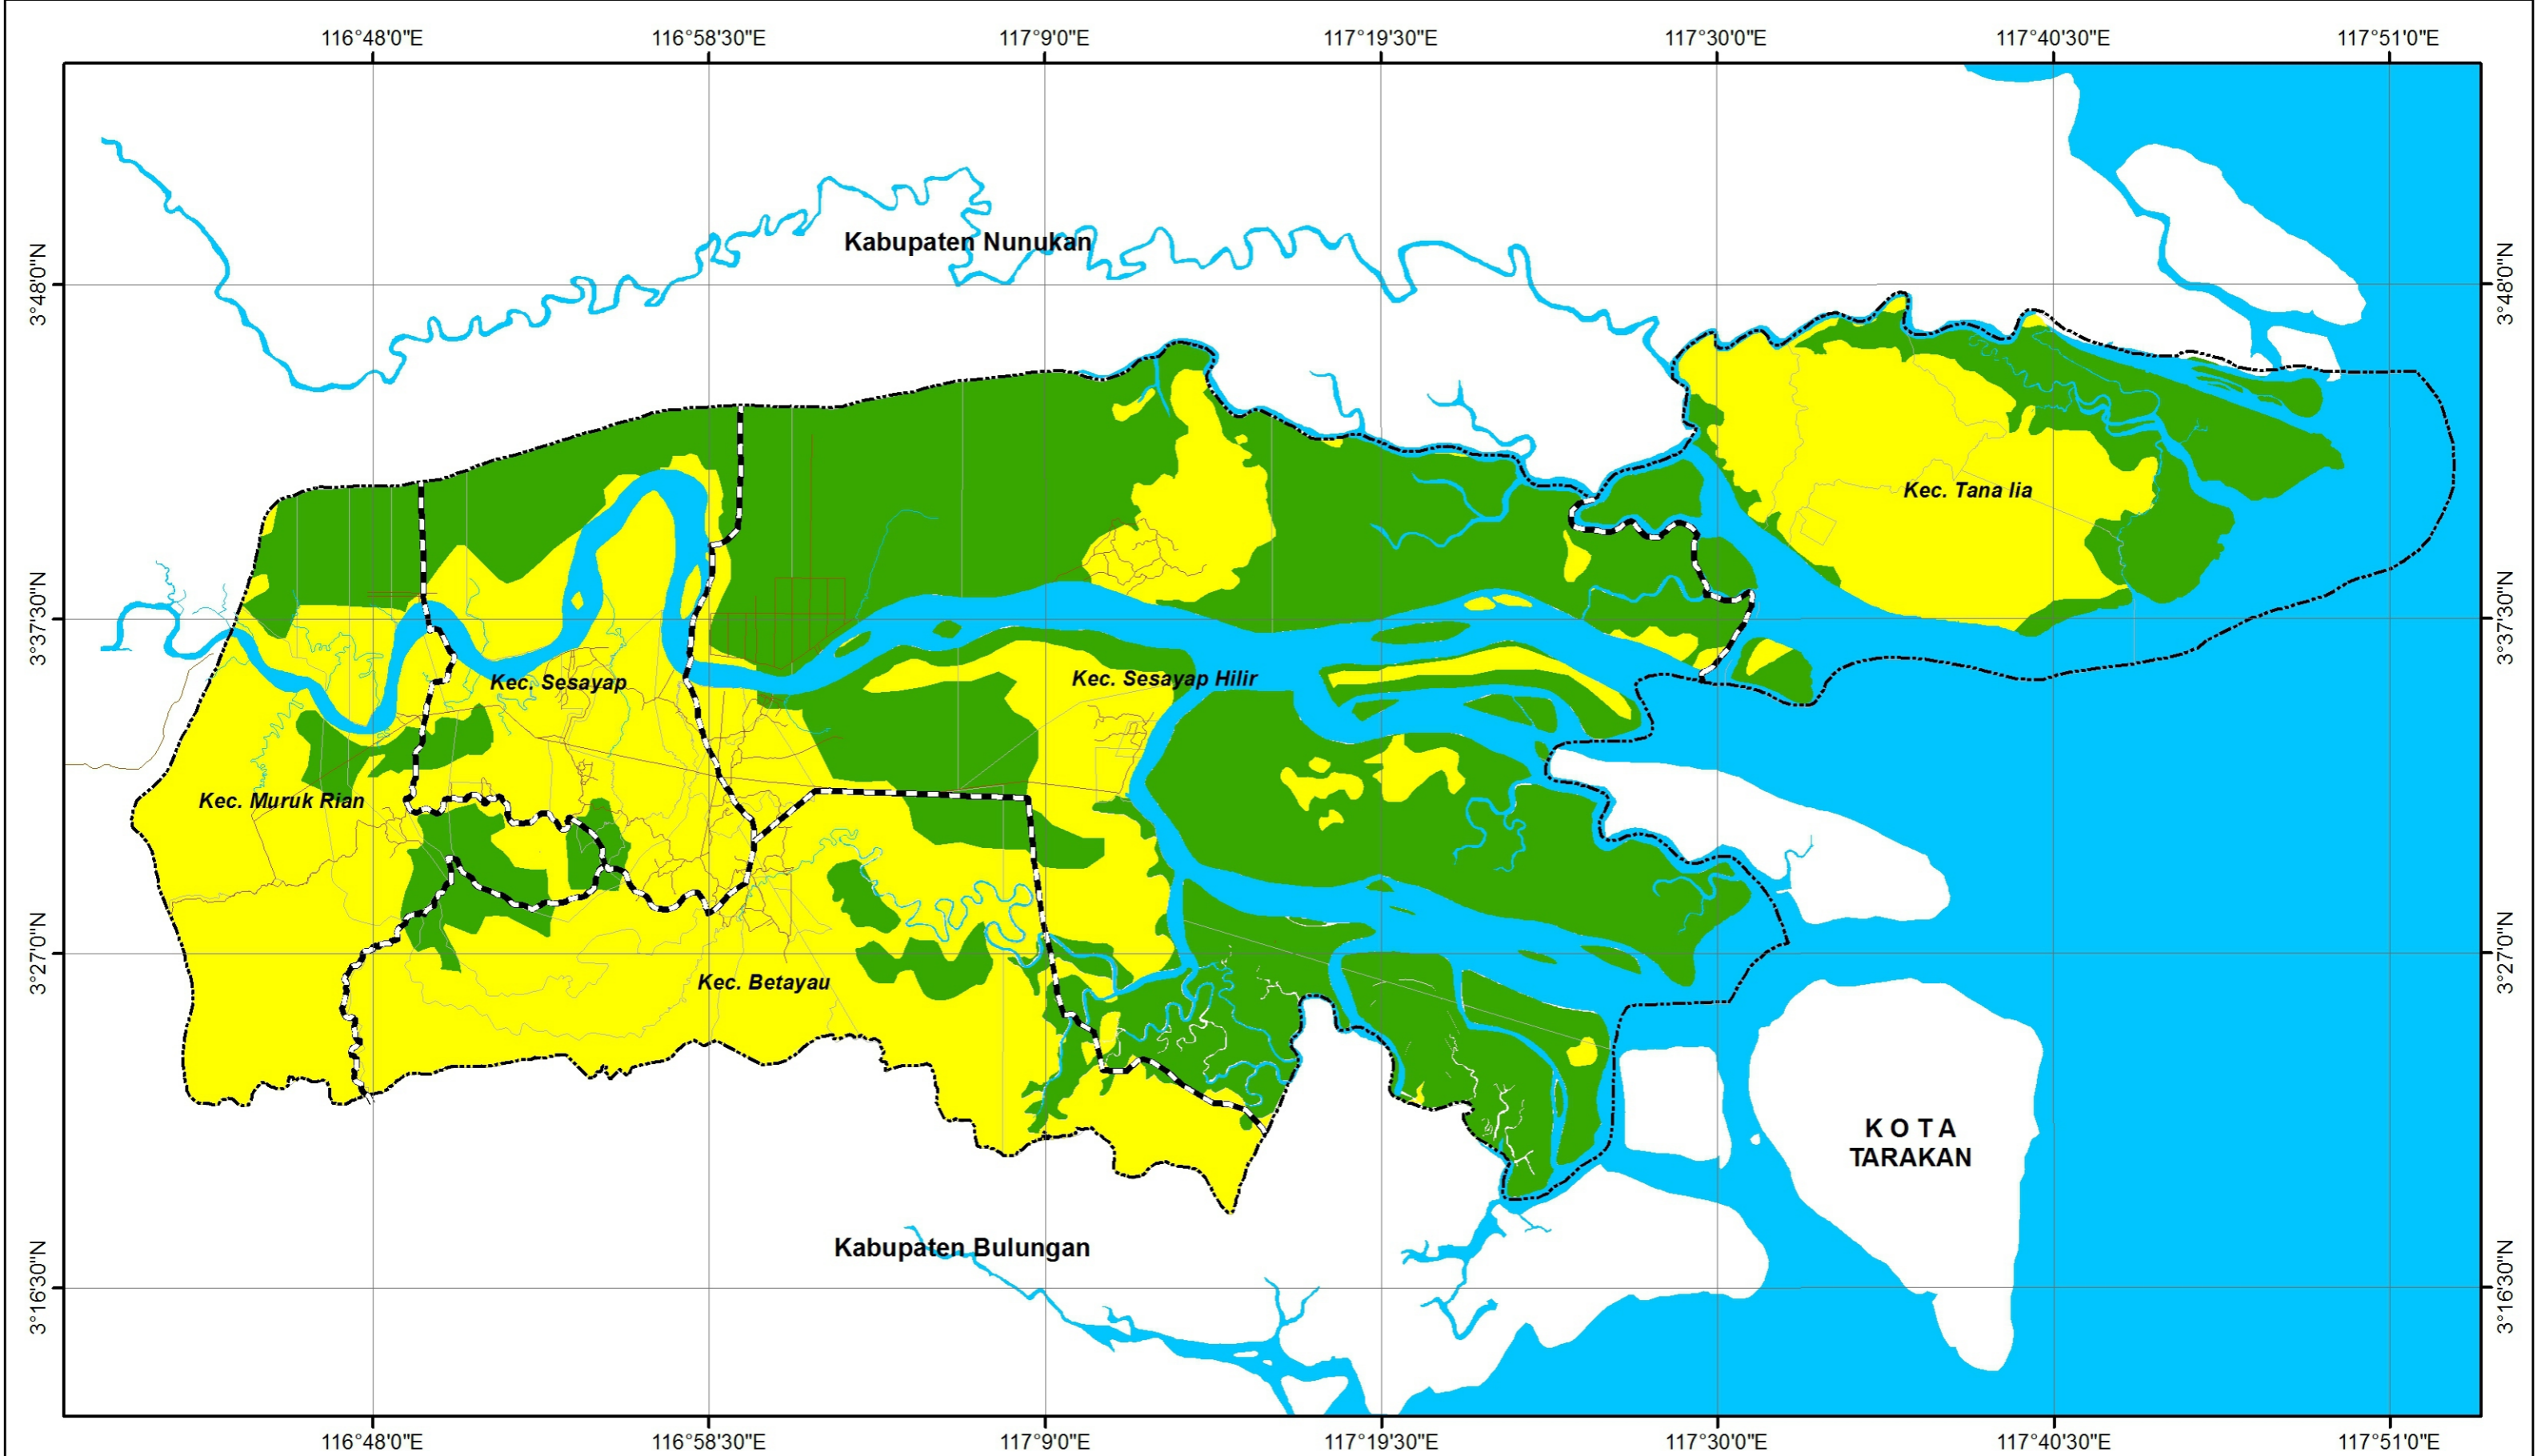 116°48'0"E
116°58'30"E
117°9'0"E
117°19'30"E
117°30'0"E
117°40'30"E
117°51'0"E
Kabupaten Nunukan
3°48'0"N
3°48'0"N
Kec. Tana lia
3°37'30"N
3°37'30"N
Kec. Sesayap
Kec. Sesayap Hilir
Kec. Muruk Rian
3°27'0"N
3°27'0"N
Kec. Betayau
K O T A
TARAKAN
Kabupaten Bulungan
3°16'30"N
3°16'30"N
116°48'0"E
116°58'30"E
117°9'0"E
117°19'30"E
117°30'0"E
117°40'30"E
117°51'0"E